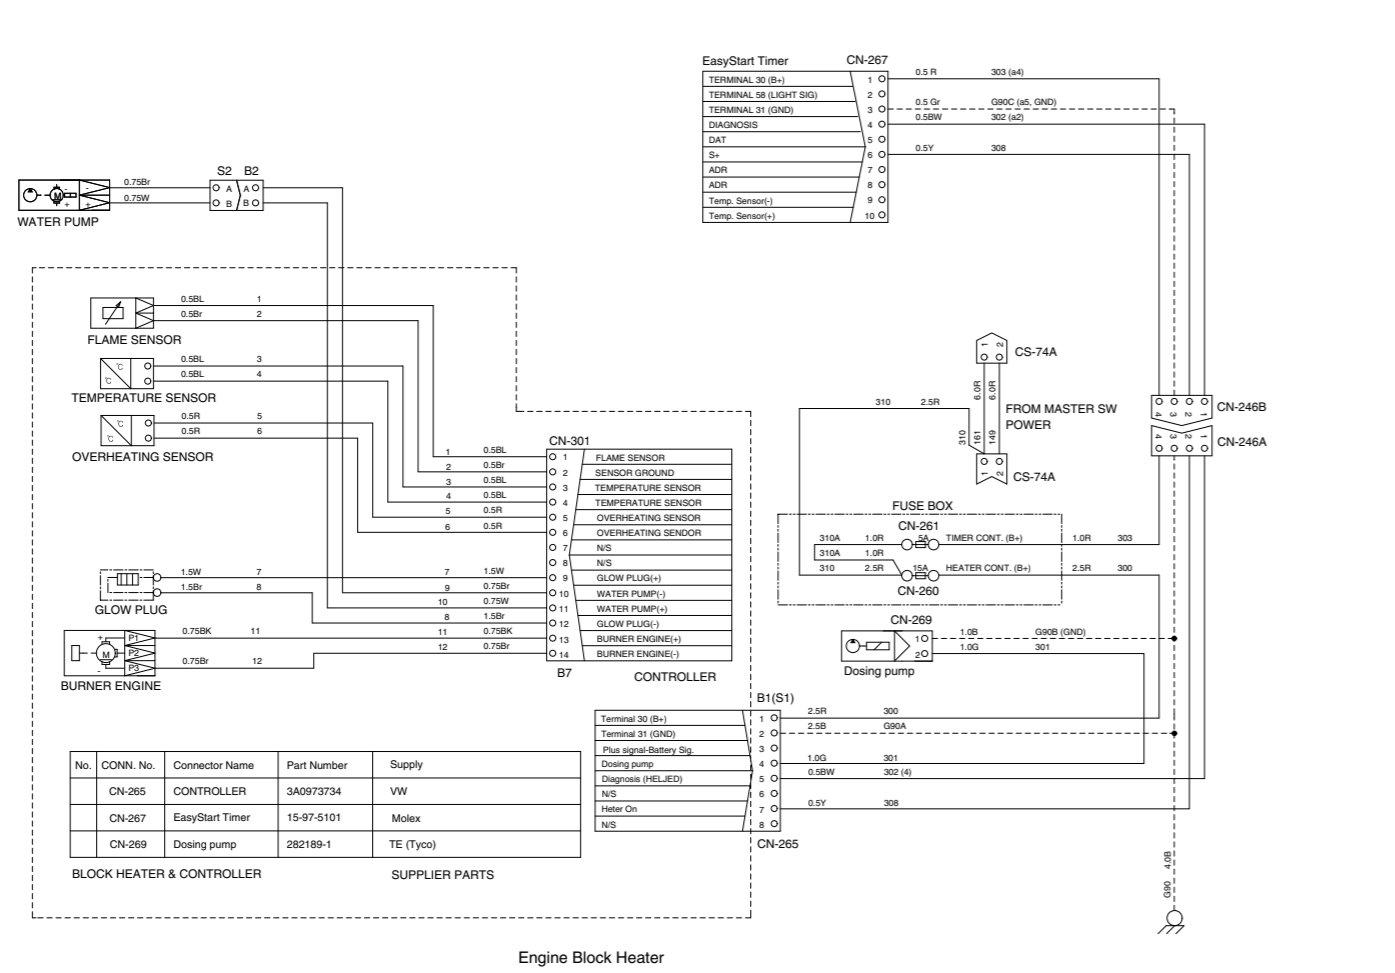 EasyStart Timer CN-267
TERMINAL 30 (B+) 1 0.5 R 303 (a4)
TERMINAL 58 (LIGHT SIG) 2
TERMINAL 31 (GND) 3 0.5 Gr G90C (a5, GND)
DIAGNOSIS 4 0.5BW 302 (a2)
DAT 5
S+ 6 0.5Y 308
ADR 7
ADR 8
Temp. Sensor(-) 9
Temp. Sensor(+) 10
S2 B2
M - + - + 0.75Br A A
0.75W B B
WATER PUMP
0.5BL 1
0.5Br 2
FLAME SENSOR
°C °C 0.5BL 3
0.5BL 4
TEMPERATURE SENSOR
°C °C 0.5R 5
0.5R 6
OVERHEATING SENSOR
1 2 CS-74A
6.0R 6.0R
FROM MASTER SW
POWER
310 2.5R
310 161 149
1 2 CS-74A
4 3 2 1 CN-246B
4 3 2 1 CN-246A
CN-301
1 0.5BL 1 FLAME SENSOR
2 0.5Br 2 SENSOR GROUND
3 0.5BL 3 TEMPERATURE SENSOR
4 0.5BL 4 TEMPERATURE SENSOR
5 0.5R 5 OVERHEATING SENSOR
6 0.5R 6 OVERHEATING SENDOR
7 N/S
8 N/S
7 1.5W 9 GLOW PLUG(+)
9 0.75Br 10 WATER PUMP(-)
10 0.75W 11 WATER PUMP(+)
8 1.5Br 12 GLOW PLUG(-)
11 0.75BK 13 BURNER ENGINE(+)
12 0.75Br 14 BURNER ENGINE(-)
B7 CONTROLLER
1.5W 7
1.5Br 8
GLOW PLUG
+ P1 0.75BK 11
M P2
- P3 0.75Br 12
BURNER ENGINE
FUSE BOX
CN-261
310A 1.0R 5A TIMER CONT. (B+) 1.0R 303
310A 1.0R
310 2.5R 15A HEATER CONT. (B+) 2.5R 300
CN-260
CN-269
1 1.0B G90B (GND)
2 1.0G 301
Dosing pump
B1(S1)
Terminal 30 (B+) 1 2.5R 300
Terminal 31 (GND) 2 2.5B G90A
Plus signal-Battery Sig. 3
Dosing pump 4 1.0G 301
Diagnosis (HELJED) 5 0.5BW 302 (4)
N/S 6
Heter On 7 0.5Y 308
N/S 8
CN-265
No. CONN. No. Connector Name Part Number Supply
CN-265 CONTROLLER 3A0973734 VW
CN-267 EasyStart Timer 15-97-5101 Molex
CN-269 Dosing pump 282189-1 TE (Tyco)
BLOCK HEATER & CONTROLLER SUPPLIER PARTS
G90 4.0B
Engine Block Heater